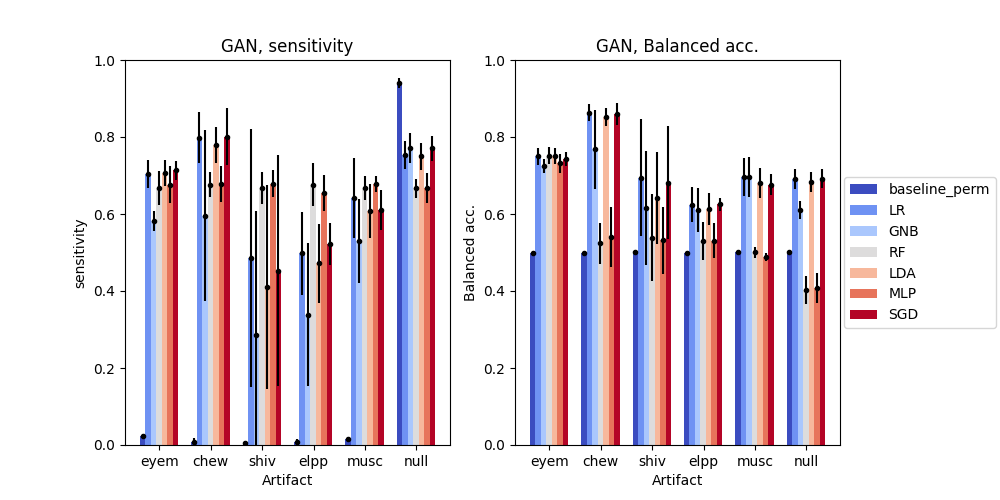 GAN, sensitivity
1.0
0.8
0.6
0.4
0.2
0.0
sensitivity
eyem chew shiv elpp musc null
Artifact
GAN, Balanced acc.
1.0
0.8
0.6
0.4
0.2
0.0
Balanced acc.
eyem chew shiv elpp musc null
Artifact
baseline_perm
LR
GNB
RF
LDA
MLP
SGD